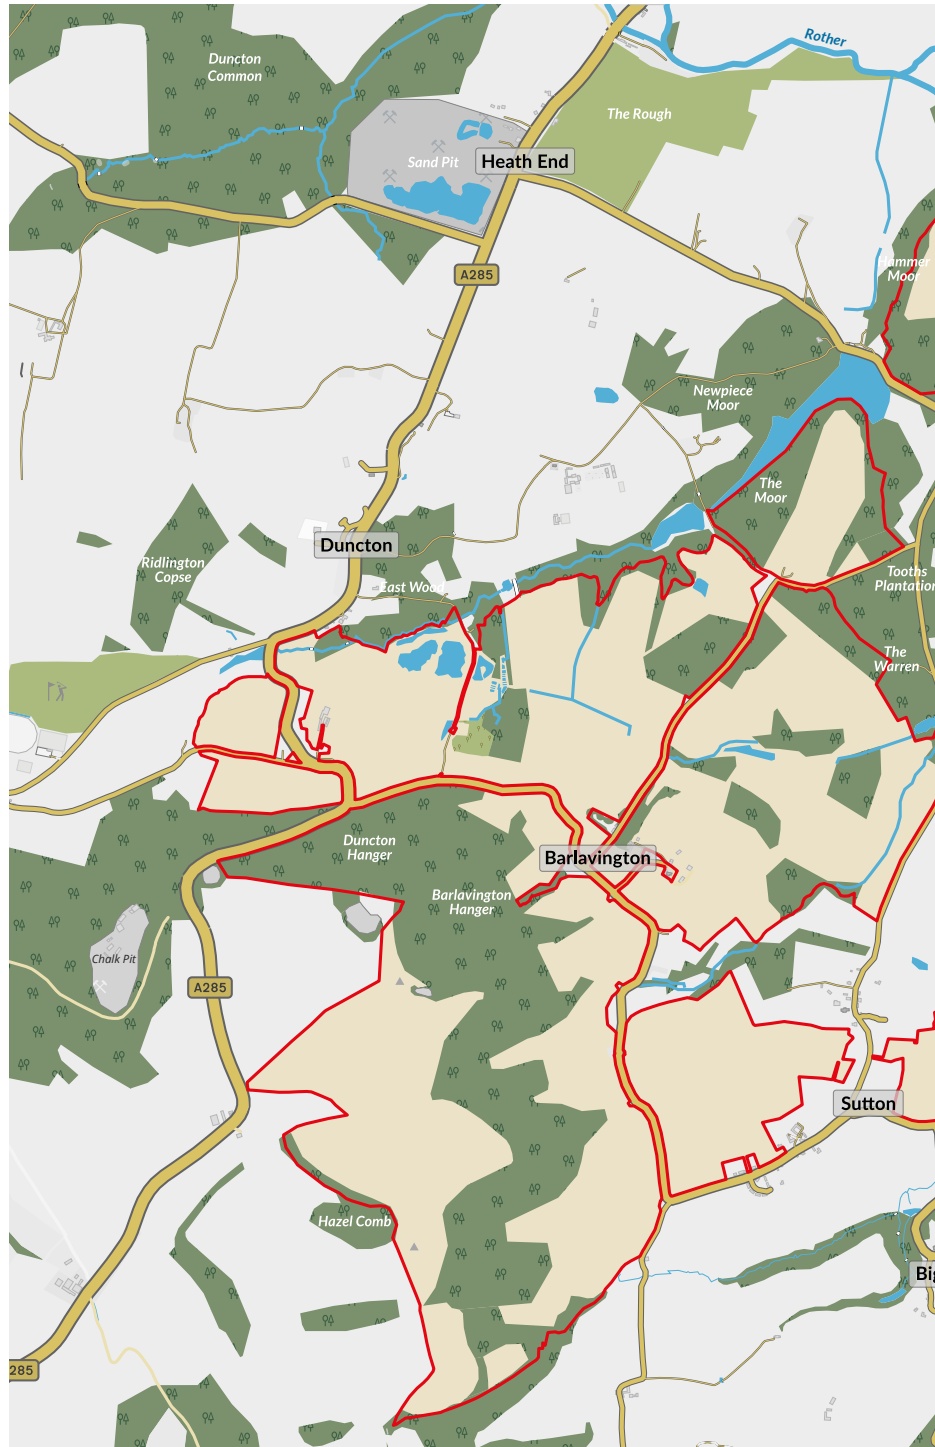 Rother
Duncton
Common
The Rough
Sand Pit
Heath End
Hammer
Moor
A285
Newpiece
Moor
The
Moor
Duncton
Ridlington
Copse
East Wood
Tooths
Plantation
The
Warren
Duncton
Hanger
Barlavington
Barlavington
Hanger
Chalk Pit
A285
Sutton
Hazel Comb
Big
285